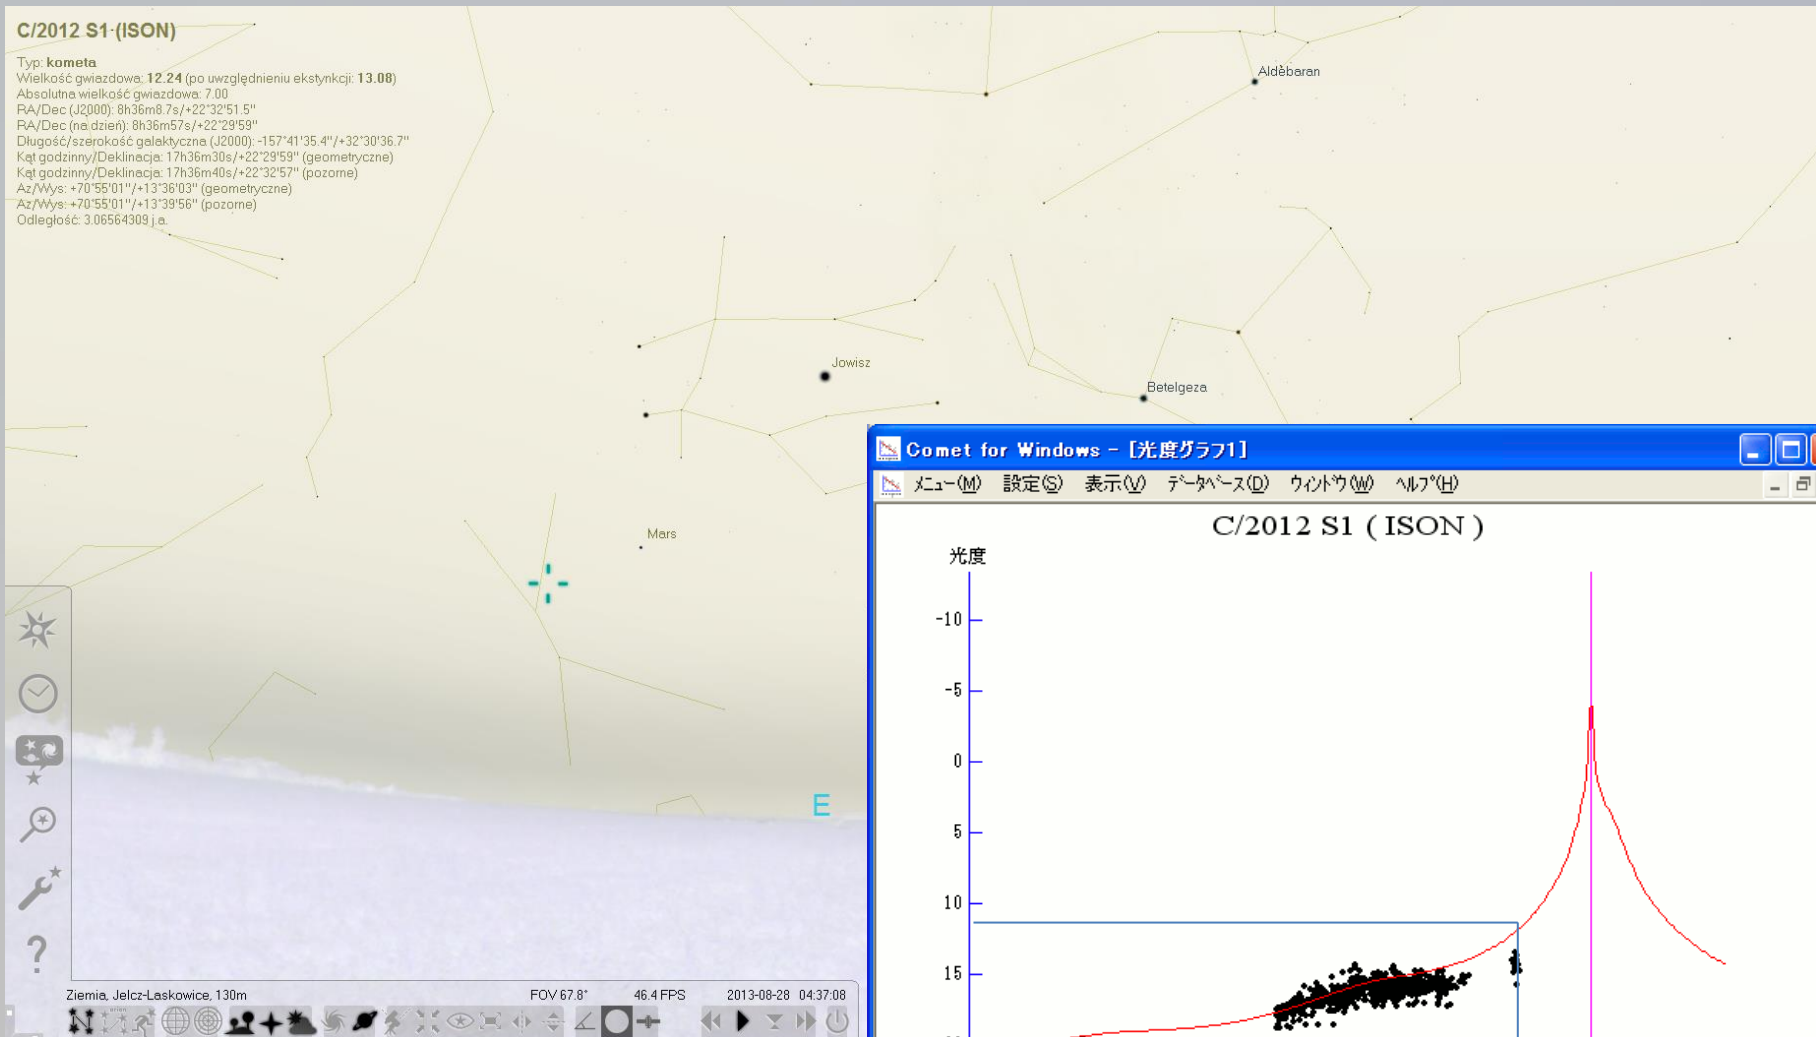 C/2012 S1 (ISON)
Typ: kometa
Wielkość gwiazdowa: 12.24 (po uwzględnieniu ekstynkcji: 13.08)
Absolutna wielkość gwiazdowa: 7.00
RA/Dec (J2000): 8h36m8.7s/+22°32'51.5"
RA/Dec (na dzień): 8h36m57s/+22°29'59"
Długość/szerokość galaktyczna (J2000): -157°41'35.4"/+32°30'36.7"
Kąt godzinny/Deklinacja: 17h36m30s/+22°29'59" (geometryczne)
Kąt godzinny/Deklinacja: 17h36m40s/+22°32'57" (pozorne)
Az/Wys: +70°55'01"/+13°36'03" (geometryczne)
Az/Wys: +70°55'01"/+13°39'56" (pozorne)
Odległość: 3.06564309 j.a.
Aldebaran
Jowisz
Betelgeza
Mars
E
Comet for Windows - [光度グラフ1]
メニュー(M) 設定(S) 表示(V) データベース(D) ウィンドウ(W) ヘルプ(H)
C/2012 S1 ( ISON )
光度
-10
-5
0
5
10
15
Ziemia, Jelcz-Laskowice, 130m FOV 67.8° 46.4 FPS 2013-08-28 04:37:08